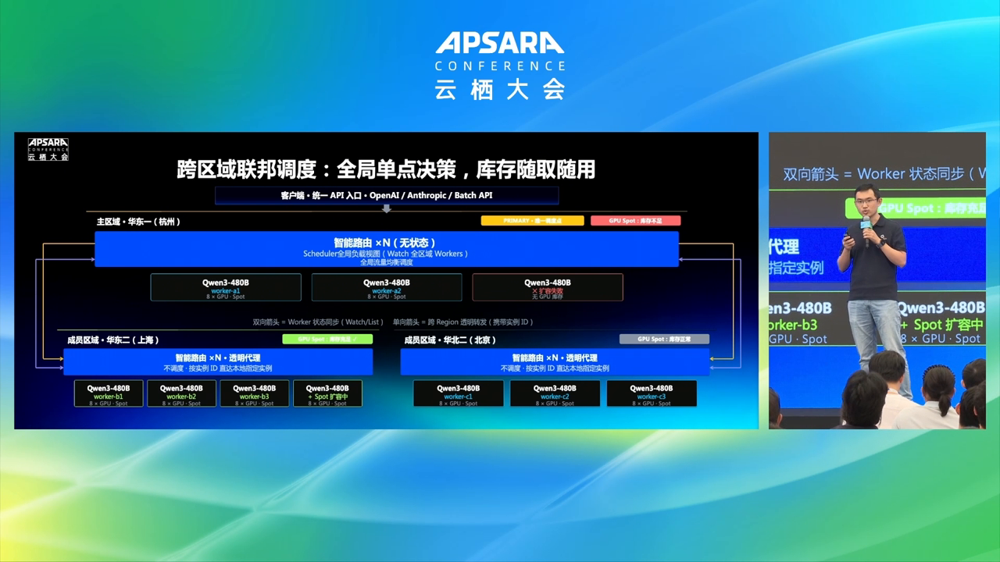 APSARA
CONFERENCE
云栖大会
APSARA
CONFERENCE
云栖大会
跨区域联邦调度：全局单点决策，库存随取随用
客户端・统一 API 入口・OpenAI / Anthropic / Batch API
主区域・华东一（杭州）
PRIMARY・唯一调度点
GPU Spot：库存不足
智能路由 ×N（无状态）
Scheduler全局负载视图（Watch 全区域 Workers）
全局流量均衡调度
Qwen3-480B
worker-a1
8 × GPU · Spot
Qwen3-480B
worker-a2
8 × GPU · Spot
Qwen3-480B
× 扩容失败
无 GPU 库存
双向箭头 = Worker 状态同步（Watch/List）
单向箭头 = 跨 Region 透明转发（携带实例 ID）
成员区域・华东二（上海）
GPU Spot：库存充足 ✓
智能路由 ×N・透明代理
不调度 · 按实例 ID 直达本地指定实例
Qwen3-480B
worker-b1
8 × GPU · Spot
Qwen3-480B
worker-b2
8 × GPU · Spot
Qwen3-480B
worker-b3
8 × GPU · Spot
Qwen3-480B
+ Spot 扩容中
8 × GPU · Spot
成员区域・华北二（北京）
GPU Spot：库存正常
智能路由 ×N・透明代理
不调度 · 按实例 ID 直达本地指定实例
Qwen3-480B
worker-c1
8 × GPU · Spot
Qwen3-480B
worker-c2
8 × GPU · Spot
Qwen3-480B
worker-c3
8 × GPU · Spot
双向箭头 = Worker 状态同步（W
GPU Spot：库存充足
代理
指定实例
en3-480B
orker-b3
GPU · Spot
Qwen3-480B
+ Spot 扩容中
8 × GPU · Spot